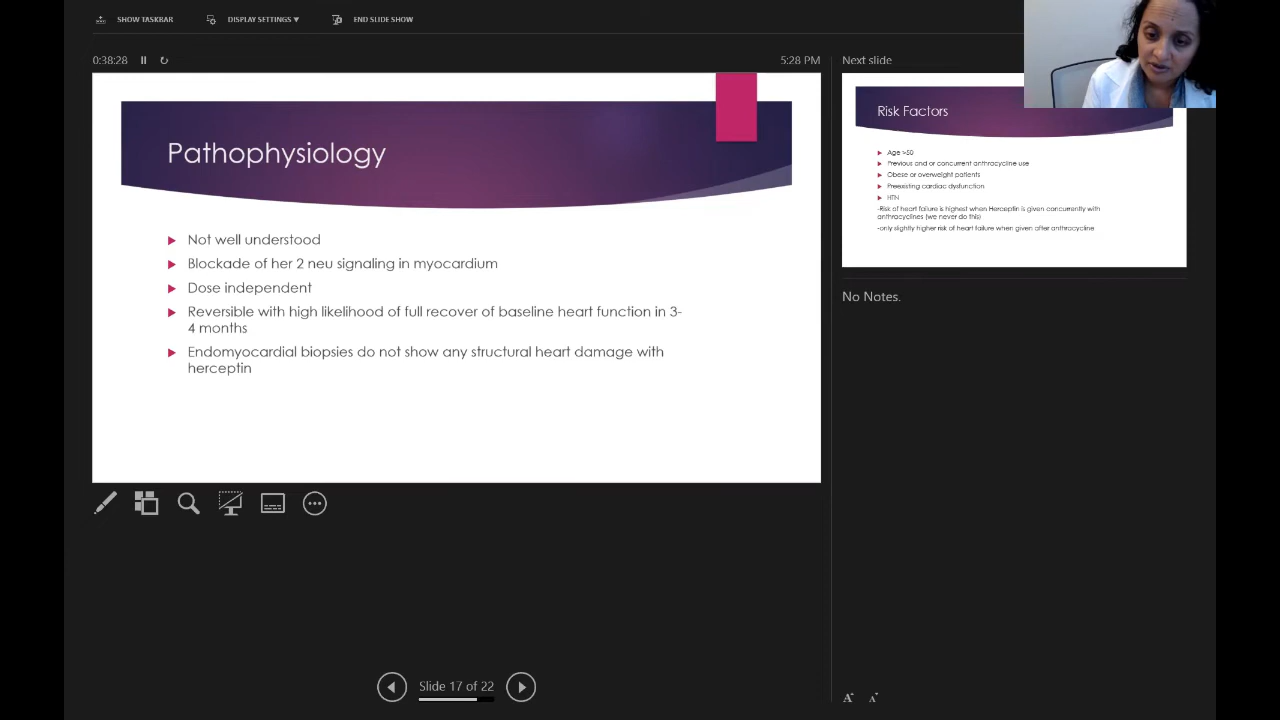 SHOW TASKBAR
DISPLAY SETTINGS ▼
END SLIDE SHOW
0:38:28
5:28 PM
Pathophysiology
Not well understood
Blockade of her 2 neu signaling in myocardium
Dose independent
Reversible with high likelihood of full recover of baseline heart function in 3-
4 months
Endomyocardial biopsies do not show any structural heart damage with
herceptin
Next slide
Risk Factors
Age >50
Previous and or concurrent anthracycline use
Obese or overweight patients
Preexisting cardiac dysfunction
HTN
-Risk of heart failure is highest when Herceptin is given concurrently with
anthracyclines (we never do this)
-only slightly higher risk of heart failure when given after anthracycline
No Notes.
Slide 17 of 22
A A